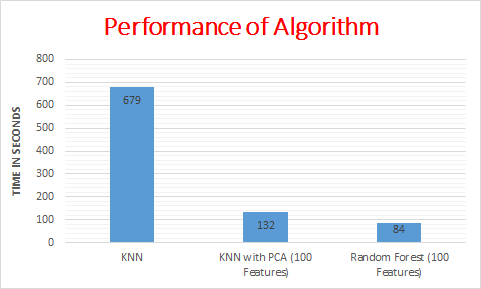 Performance of Algorithm
TIME IN SECONDS
800
700
600
500
400
300
200
100
0
679
132
84
KNN
KNN with PCA (100
Features)
Random Forest (100
Features)